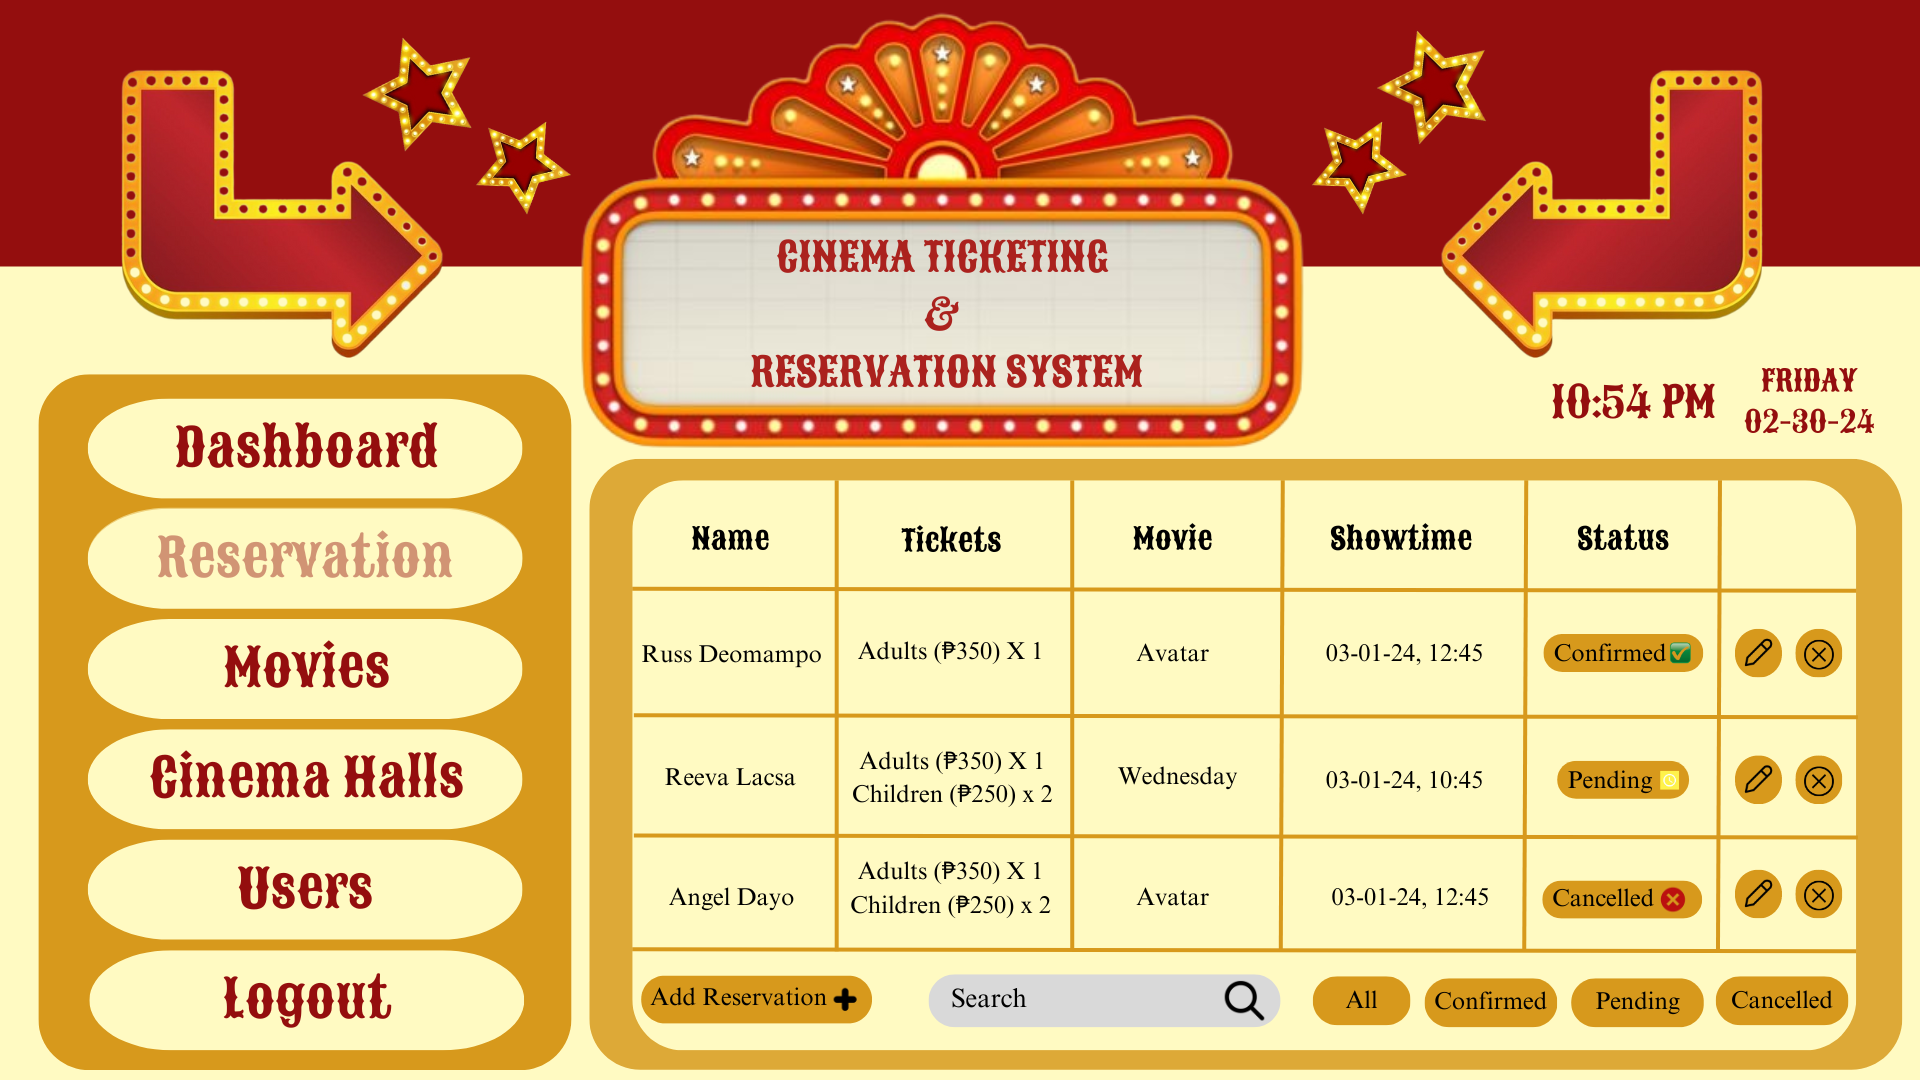 CINEMA TICKETING
&
RESERVATION SYSTEM
10:54 PM
FRIDAY
02-30-24
Dashboard
Reservation
Movies
Cinema Halls
Users
Logout
Name Tickets Movie Showtime Status
Russ Deomampo Adults (₱350) X 1 Avatar 03-01-24, 12:45 Confirmed
Reeva Lacsa Adults (₱350) X 1 Wednesday 03-01-24, 10:45 Pending
Children (₱250) x 2
Angel Dayo Adults (₱350) X 1 Avatar 03-01-24, 12:45 Cancelled
Children (₱250) x 2
Add Reservation Search All Confirmed Pending Cancelled